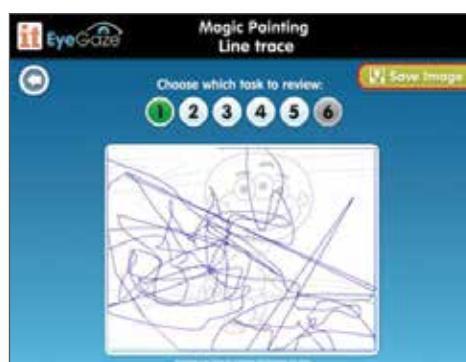 it EyeGaze
Magic Painting
Line trace
Save Image
Choose which task to review:
1 2 3 4 5 6